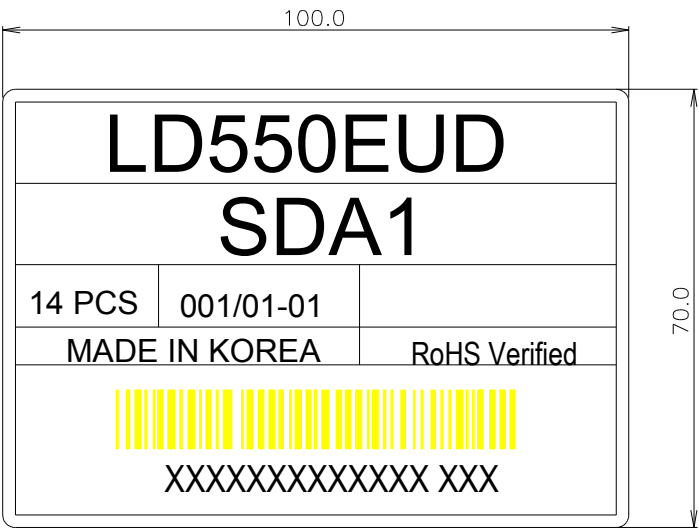 100.0
LD550EUD
SDA1
14 PCS 001/01-01
70.0
MADE IN KOREA RoHS Verified
XXXXXXXXXXXXX XXX